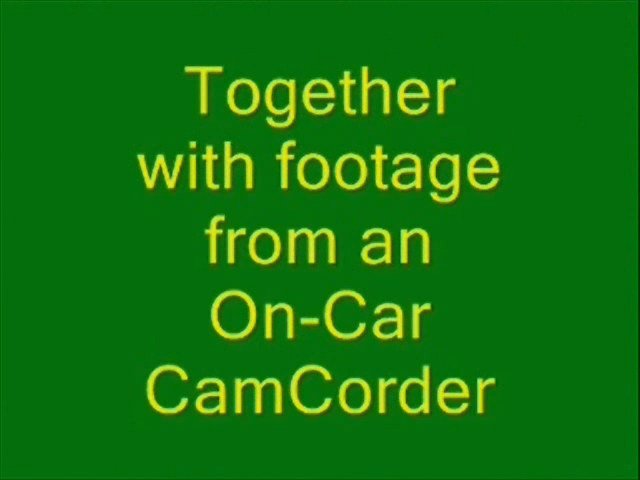 Together
with footage
from an
On-Car
CamCorder